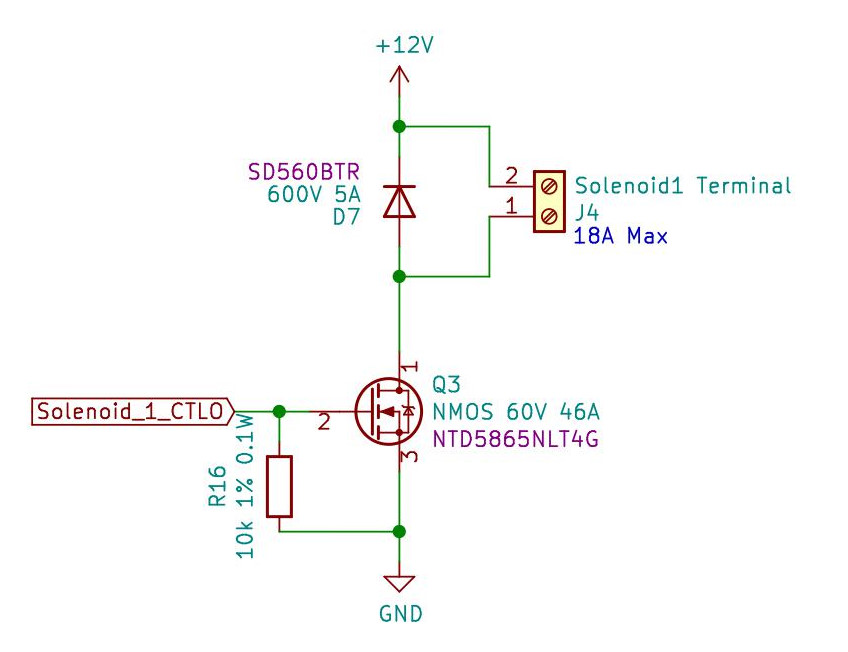 +12V
SD560BTR
600V 5A
D7
2
1
Solenoid1 Terminal
J4
18A Max
1
Q3
Solenoid_1_CTLO
2
NMOS 60V 46A
NTD5865NLT4G
3
R16
10k 1% 0.1W
GND